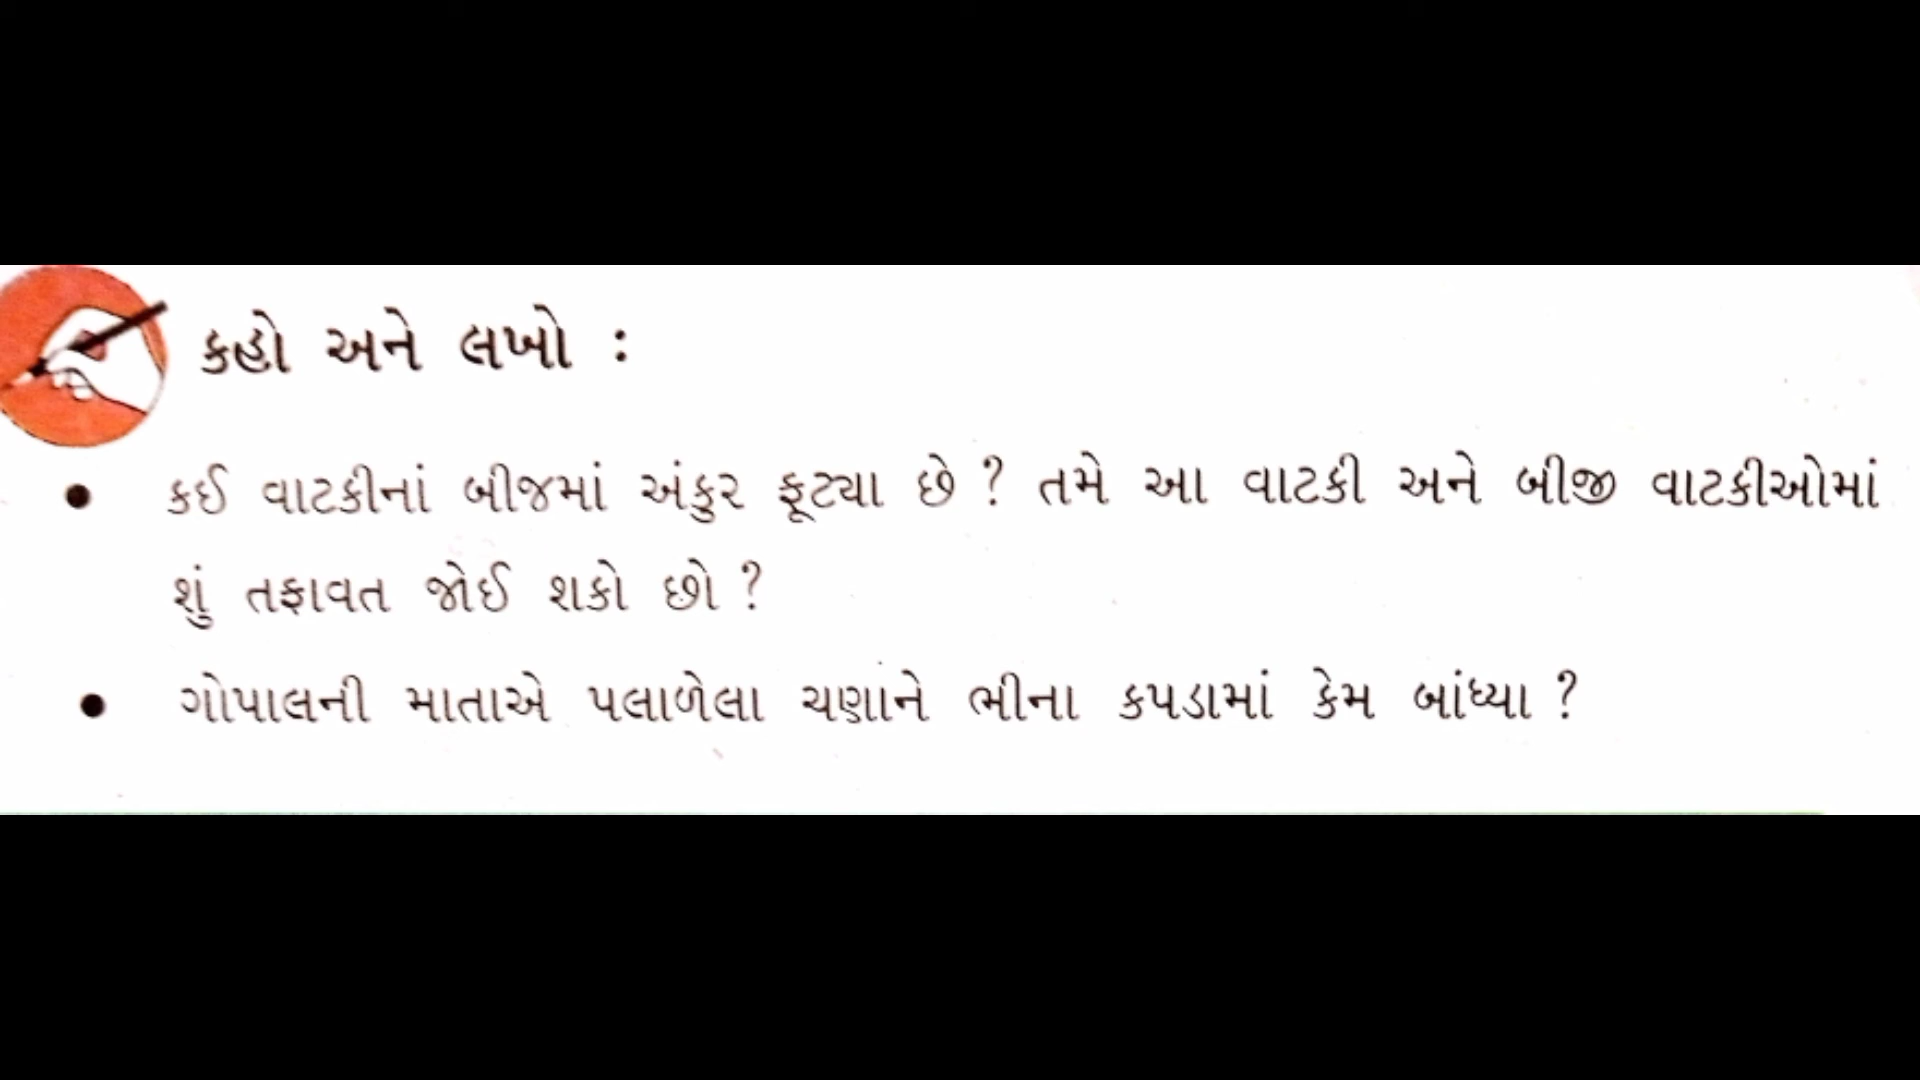 કહો અને લખો :
• કઈ વાટકીનાં બીજમાં અંકુર ફૂટ્યા છે ? તમે આ વાટકી અને બીજી વાટકીઓમાં
શું તફાવત જોઈ શકો છો ?
• ગોપાલની માતાએ પલાળેલા ચણાને ભીના કપડામાં કેમ બાંધ્યા ?